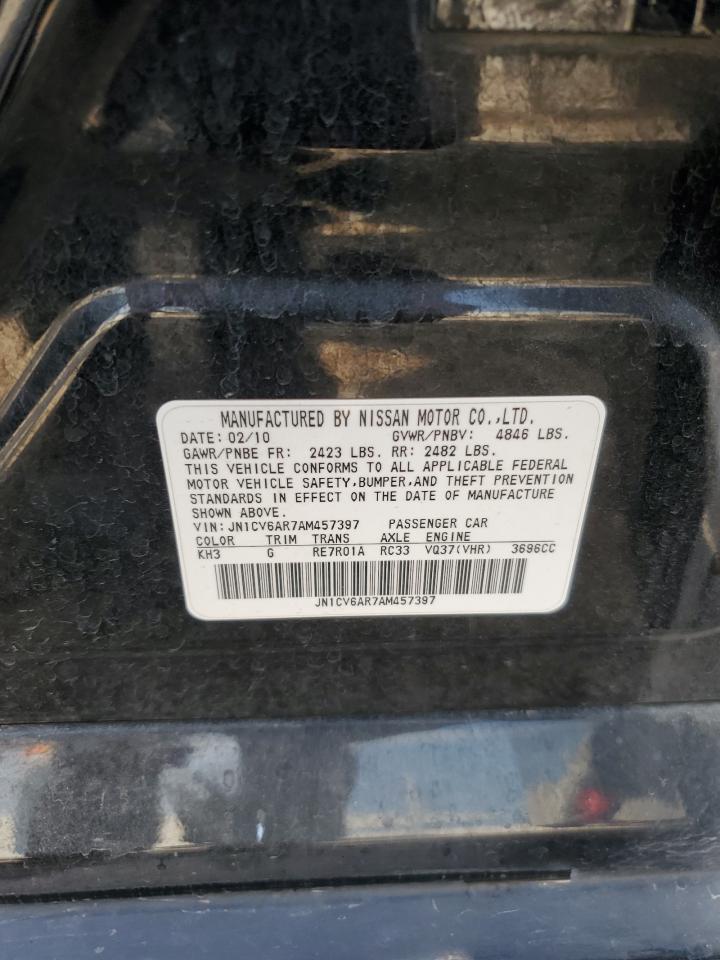 MANUFACTURED BY NISSAN MOTOR CO.,LTD.
DATE: 02/10 GVWR/PNBV: 4846 LBS.
GAWR/PNBE FR: 2423 LBS. RR: 2482 LBS.
THIS VEHICLE CONFORMS TO ALL APPLICABLE FEDERAL
MOTOR VEHICLE SAFETY,BUMPER,AND THEFT PREVENTION
STANDARDS IN EFFECT ON THE DATE OF MANUFACTURE
SHOWN ABOVE.
VIN:JN1CV6AR7AM457397 PASSENGER CAR
COLOR TRIM TRANS AXLE ENGINE
KH3 G RE7R01A RC33 VQ37(VHR) 3696CC
JN1CV6AR7AM457397